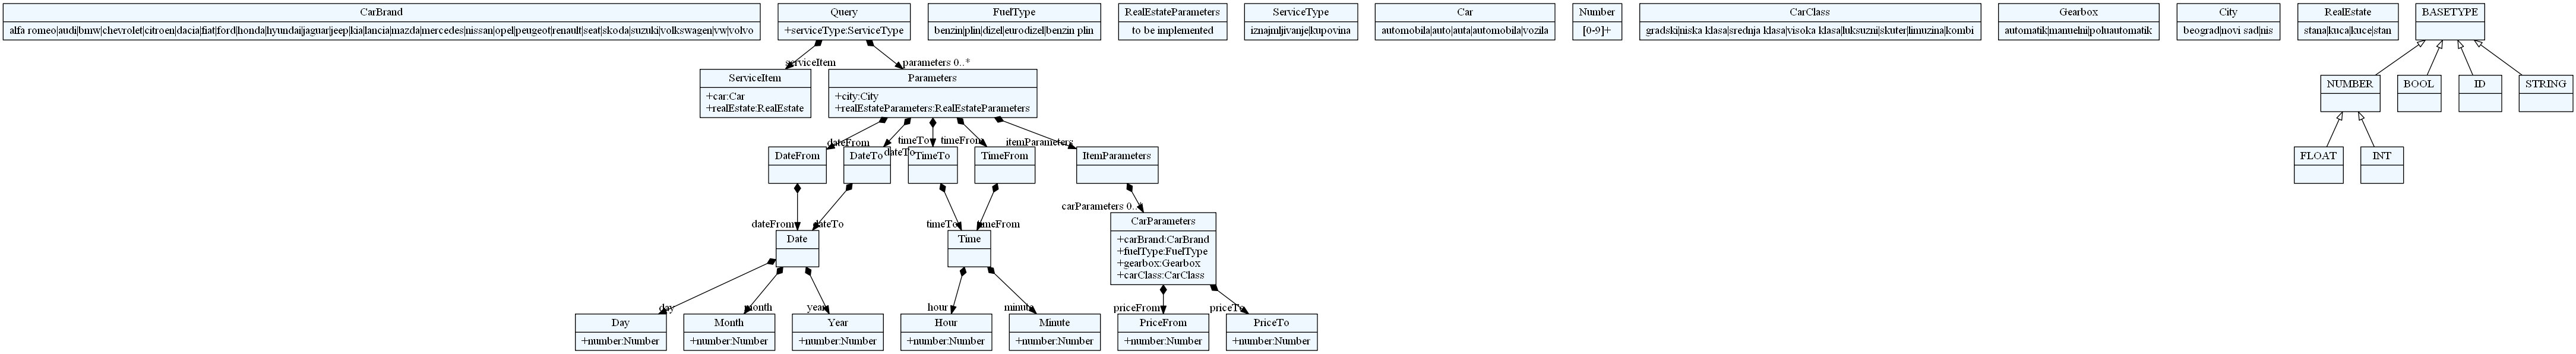 CarBrand
alfa romeo|audi|bmw|chevrolet|citroen|dacia|fiat|ford|honda|hyundai|jaguar|jeep|kia|lancia|mazda|mercedes|nissan|opel|peugeot|renault|seat|skoda|suzuki|volkswagen|vw|volvo
Query
+serviceType:ServiceType
FuelType
benzin|plin|dizel|eurodizel|benzin plin
RealEstateParameters
to be implemented
ServiceType
iznajmljivanje|kupovina
Car
automobila|auto|auta|automobila|vozila
Number
[0-9]+
CarClass
gradski|niska klasa|srednja klasa|visoka klasa|luksuzni|skuter|limuzina|kombi
Gearbox
automatik|manuelni|poluautomatik
City
beograd|novi sad|nis
RealEstate
stana|kuca|kuce|stan
BASETYPE
serviceItem
parameters 0..*
ServiceItem
+car:Car
+realEstate:RealEstate
Parameters
+city:City
+realEstateParameters:RealEstateParameters
NUMBER
BOOL
ID
STRING
dateFrom
dateTo
timeTo
timeFrom
itemParameters
DateFrom
DateTo
TimeTo
TimeFrom
ItemParameters
FLOAT
INT
dateFrom
dateTo
timeTo
timeFrom
carParameters 0..*
Date
Time
CarParameters
+carBrand:CarBrand
+fuelType:FuelType
+gearbox:Gearbox
+carClass:CarClass
day
month
year
hour
minute
priceFrom
priceTo
Day
+number:Number
Month
+number:Number
Year
+number:Number
Hour
+number:Number
Minute
+number:Number
PriceFrom
+number:Number
PriceTo
+number:Number